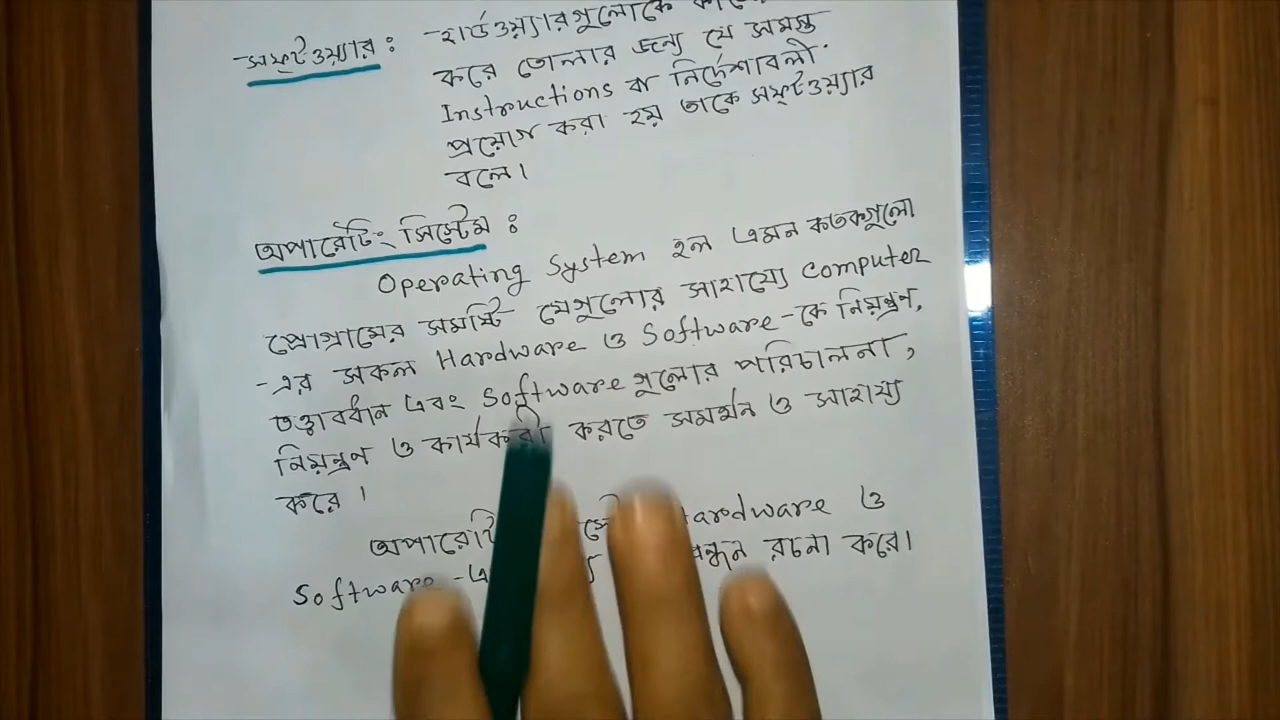 সফ্টওয়্যার : হার্ডওয়্যারগুলোকে
করে তোলার জন্যে যে সমস্ত
Instructions বা নির্দেশাবলী
প্রয়োগ করা হয় তাকে সফ্টওয়্যার
বলে।
অপারেটিং সিস্টেম :
Operating System হল এমন কতকগুলো
প্রোগ্রামের সমষ্টি যেগুলোর সাহায্যে Computer
-এর সকল Hardware ও Software-কে নিয়ন্ত্রণ,
তত্ত্বাবধান এবং Software গুলোর পরিচালনা,
নিয়ন্ত্রণ ও কার্যকরী করতে সমর্থন ও সাহায্য
করে।
Hardware ও
Software রচনা করে।